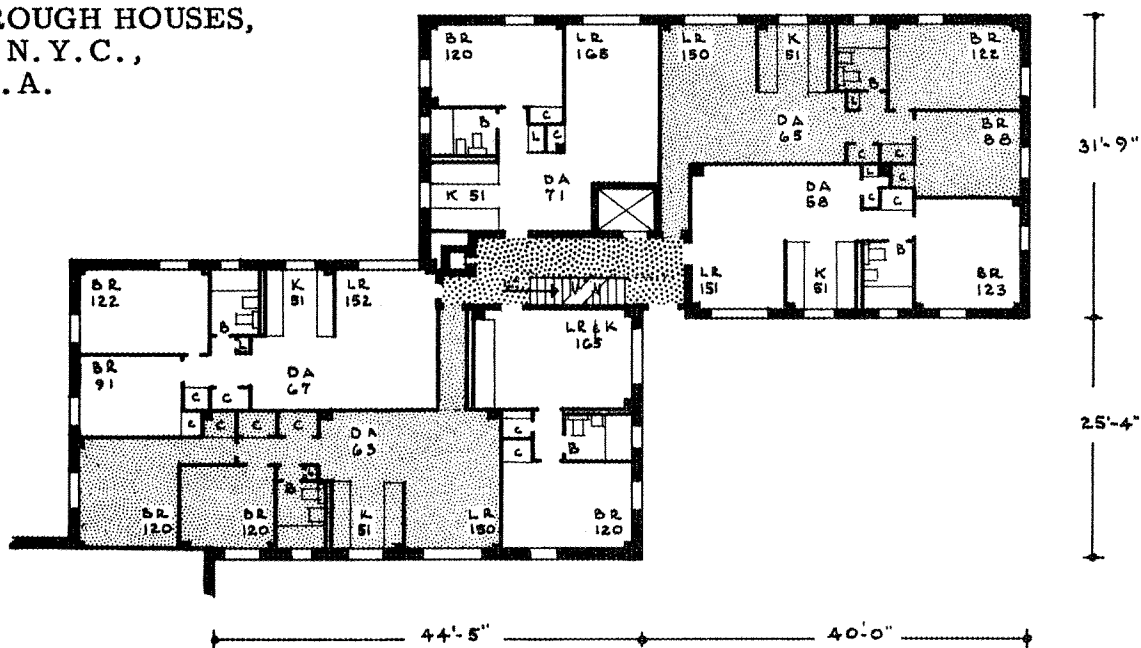 ROUGH HOUSES,
N.Y.C.,
.A.
BR
120
LR
165
LR
150
K
51
B
BR
122
B
C
L
C
L
DA
65
BR
88
C
C
C
K 51
DA
71
DA
58
L
C
C
B
LR
151
K
51
BR
123
31'-9"
BR
122
B
K
51
LR
152
L
LR & K
165
BR
91
DA
67
C
C
C
C
C
C
DA
63
C
C
B
25'-4"
BR
120
BR
120
B
L
K
51
LR
150
BR
120
44'-5"
40'-0"